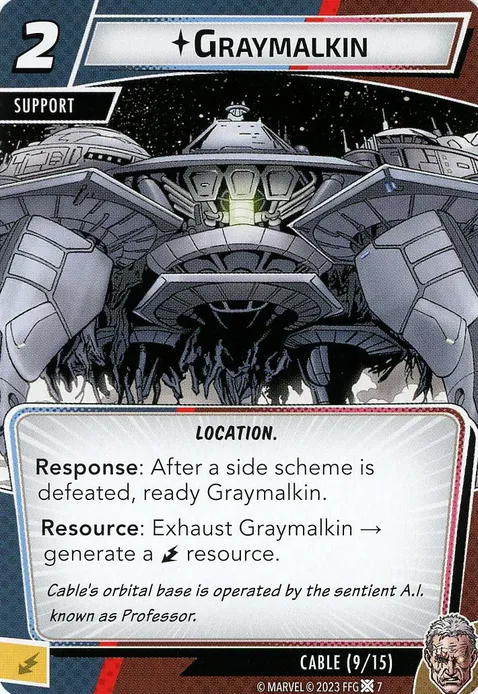 2
GRAYMALKIN
SUPPORT
LOCATION.
Response: After a side scheme is
defeated, ready Graymalkin.
Resource: Exhaust Graymalkin →
generate a resource.
Cable's orbital base is operated by the sentient A.I.
known as Professor.
CABLE (9/15)
© MARVEL © 2023 FFG 7